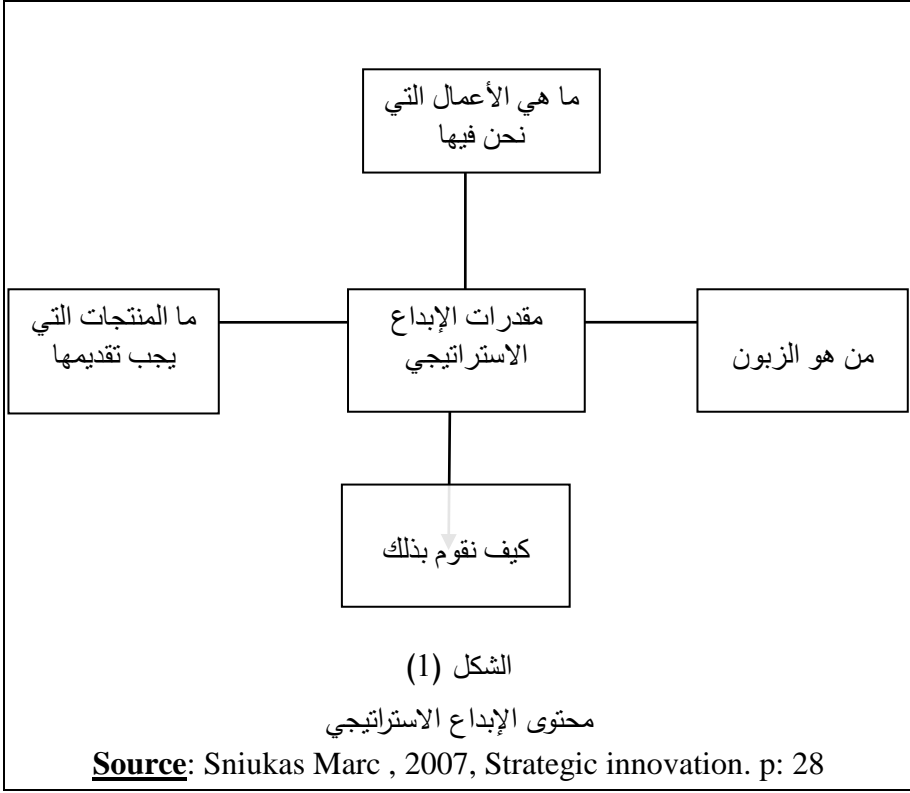 ما هي الأعمال التي
نحن فيها
من هو الزبون
مقدرات الإبداع
الاستراتيجي
ما المنتجات التي
يجب تقديمها
كيف نقوم بذلك
الشكل (1)
محتوى الإبداع الاستراتيجي
Source: Sniukas Marc , 2007, Strategic innovation. p: 28